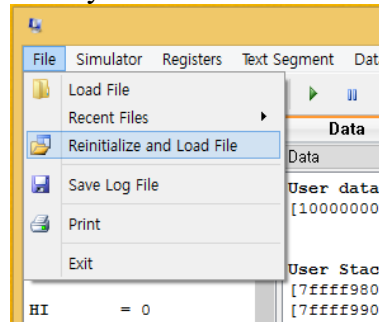 File Simulator Registers Text Segment Dat
Load File
Recent Files
Reinitialize and Load File
Save Log File
Print
Exit
Data
Data
User data
[10000000
User Stac
[7ffff980
[7ffff990
HI = 0